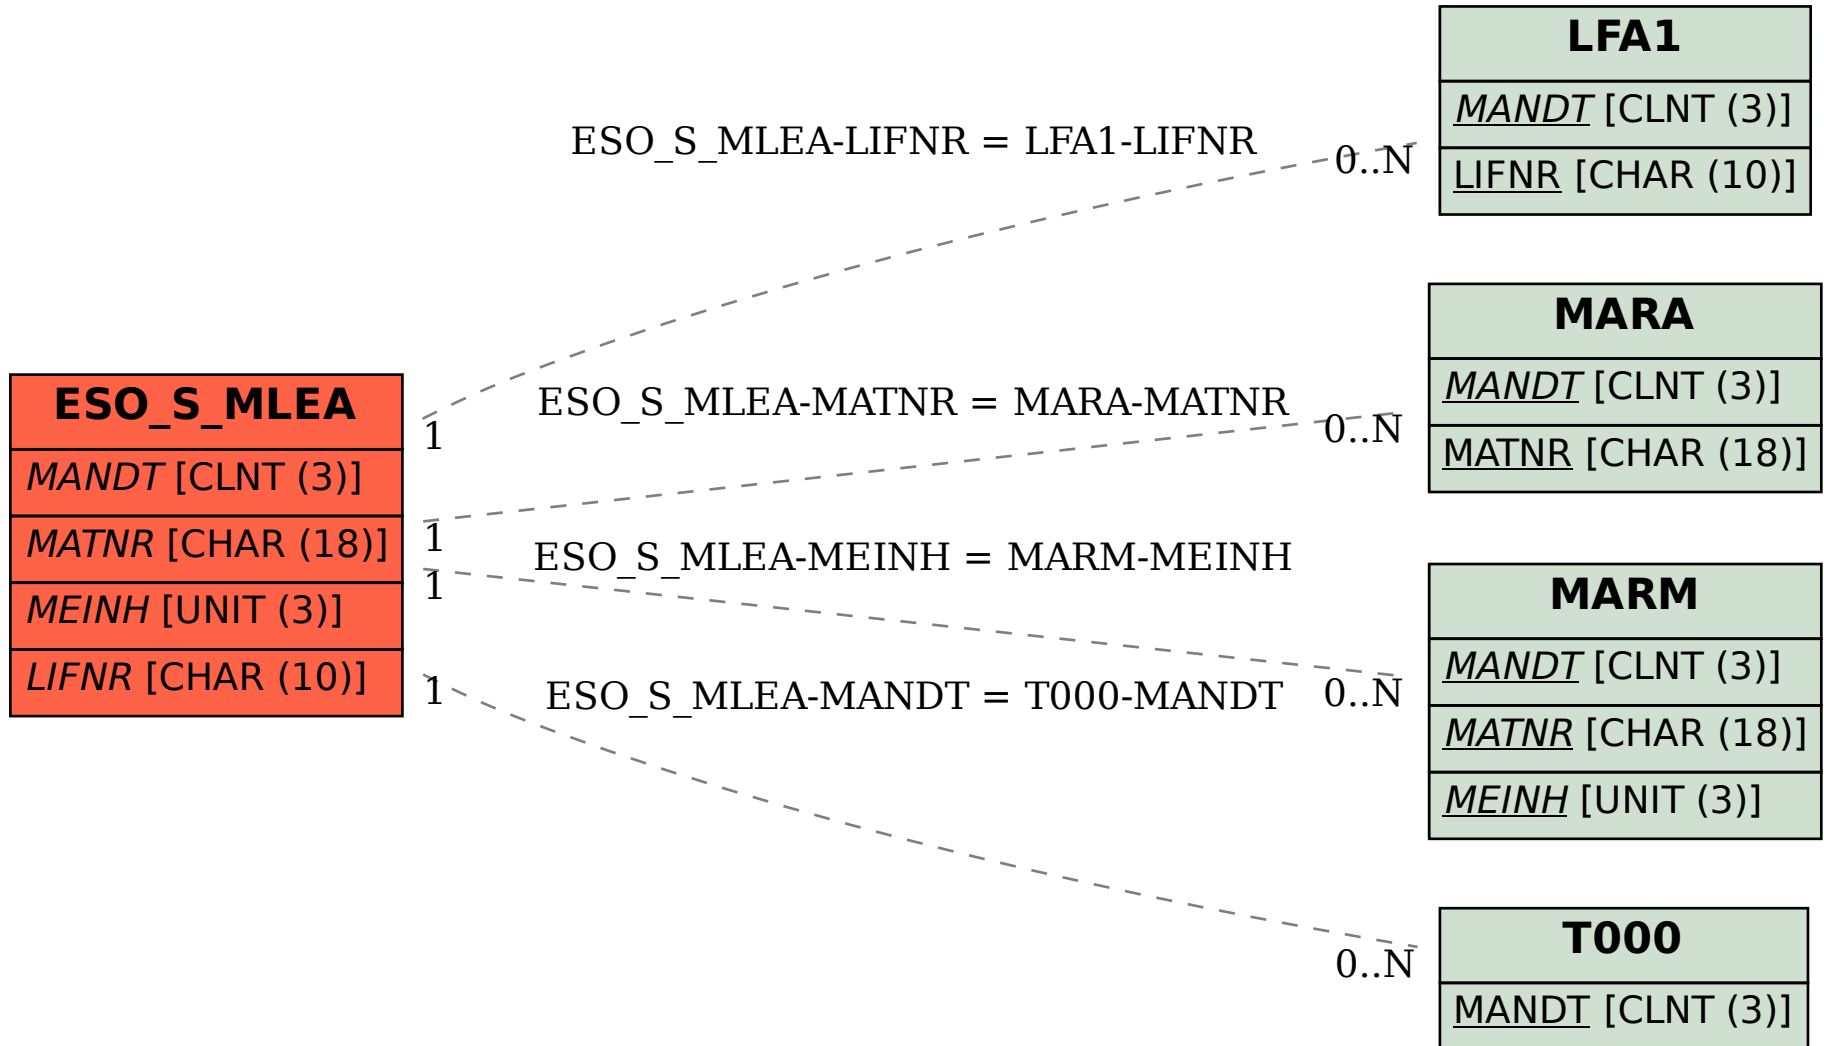 ESO_S_MLEA
MANDT [CLNT (3)]
MATNR [CHAR (18)]
MEINH [UNIT (3)]
LIFNR [CHAR (10)]
ESO_S_MLEA-LIFNR = LFA1-LIFNR
1
0..N
ESO_S_MLEA-MATNR = MARA-MATNR
1
0..N
ESO_S_MLEA-MEINH = MARM-MEINH
1
0..N
ESO_S_MLEA-MANDT = T000-MANDT
1
0..N
LFA1
MANDT [CLNT (3)]
LIFNR [CHAR (10)]
MARA
MANDT [CLNT (3)]
MATNR [CHAR (18)]
MARM
MANDT [CLNT (3)]
MATNR [CHAR (18)]
MEINH [UNIT (3)]
T000
MANDT [CLNT (3)]